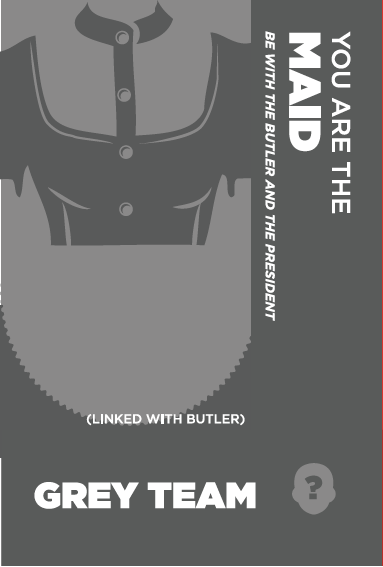 YOU ARE THE
MAID
BE WITH THE BUTLER AND THE PRESIDENT
(LINKED WITH BUTLER)
GREY TEAM
?